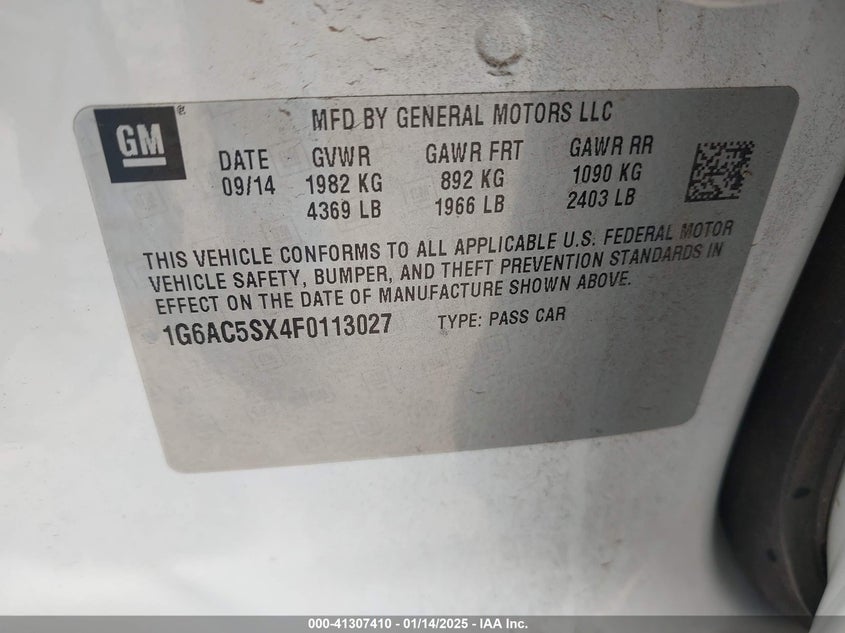 GM
MFD BY GENERAL MOTORS LLC
DATE GVWR GAWR FRT GAWR RR
09/14 1982 KG 892 KG 1090 KG
4369 LB 1966 LB 2403 LB
THIS VEHICLE CONFORMS TO ALL APPLICABLE U.S. FEDERAL MOTOR
VEHICLE SAFETY, BUMPER, AND THEFT PREVENTION STANDARDS IN
EFFECT ON THE DATE OF MANUFACTURE SHOWN ABOVE.
1G6AC5SX4F0113027 TYPE: PASS CAR
000-41307410 - 01/14/2025 - IAA Inc.